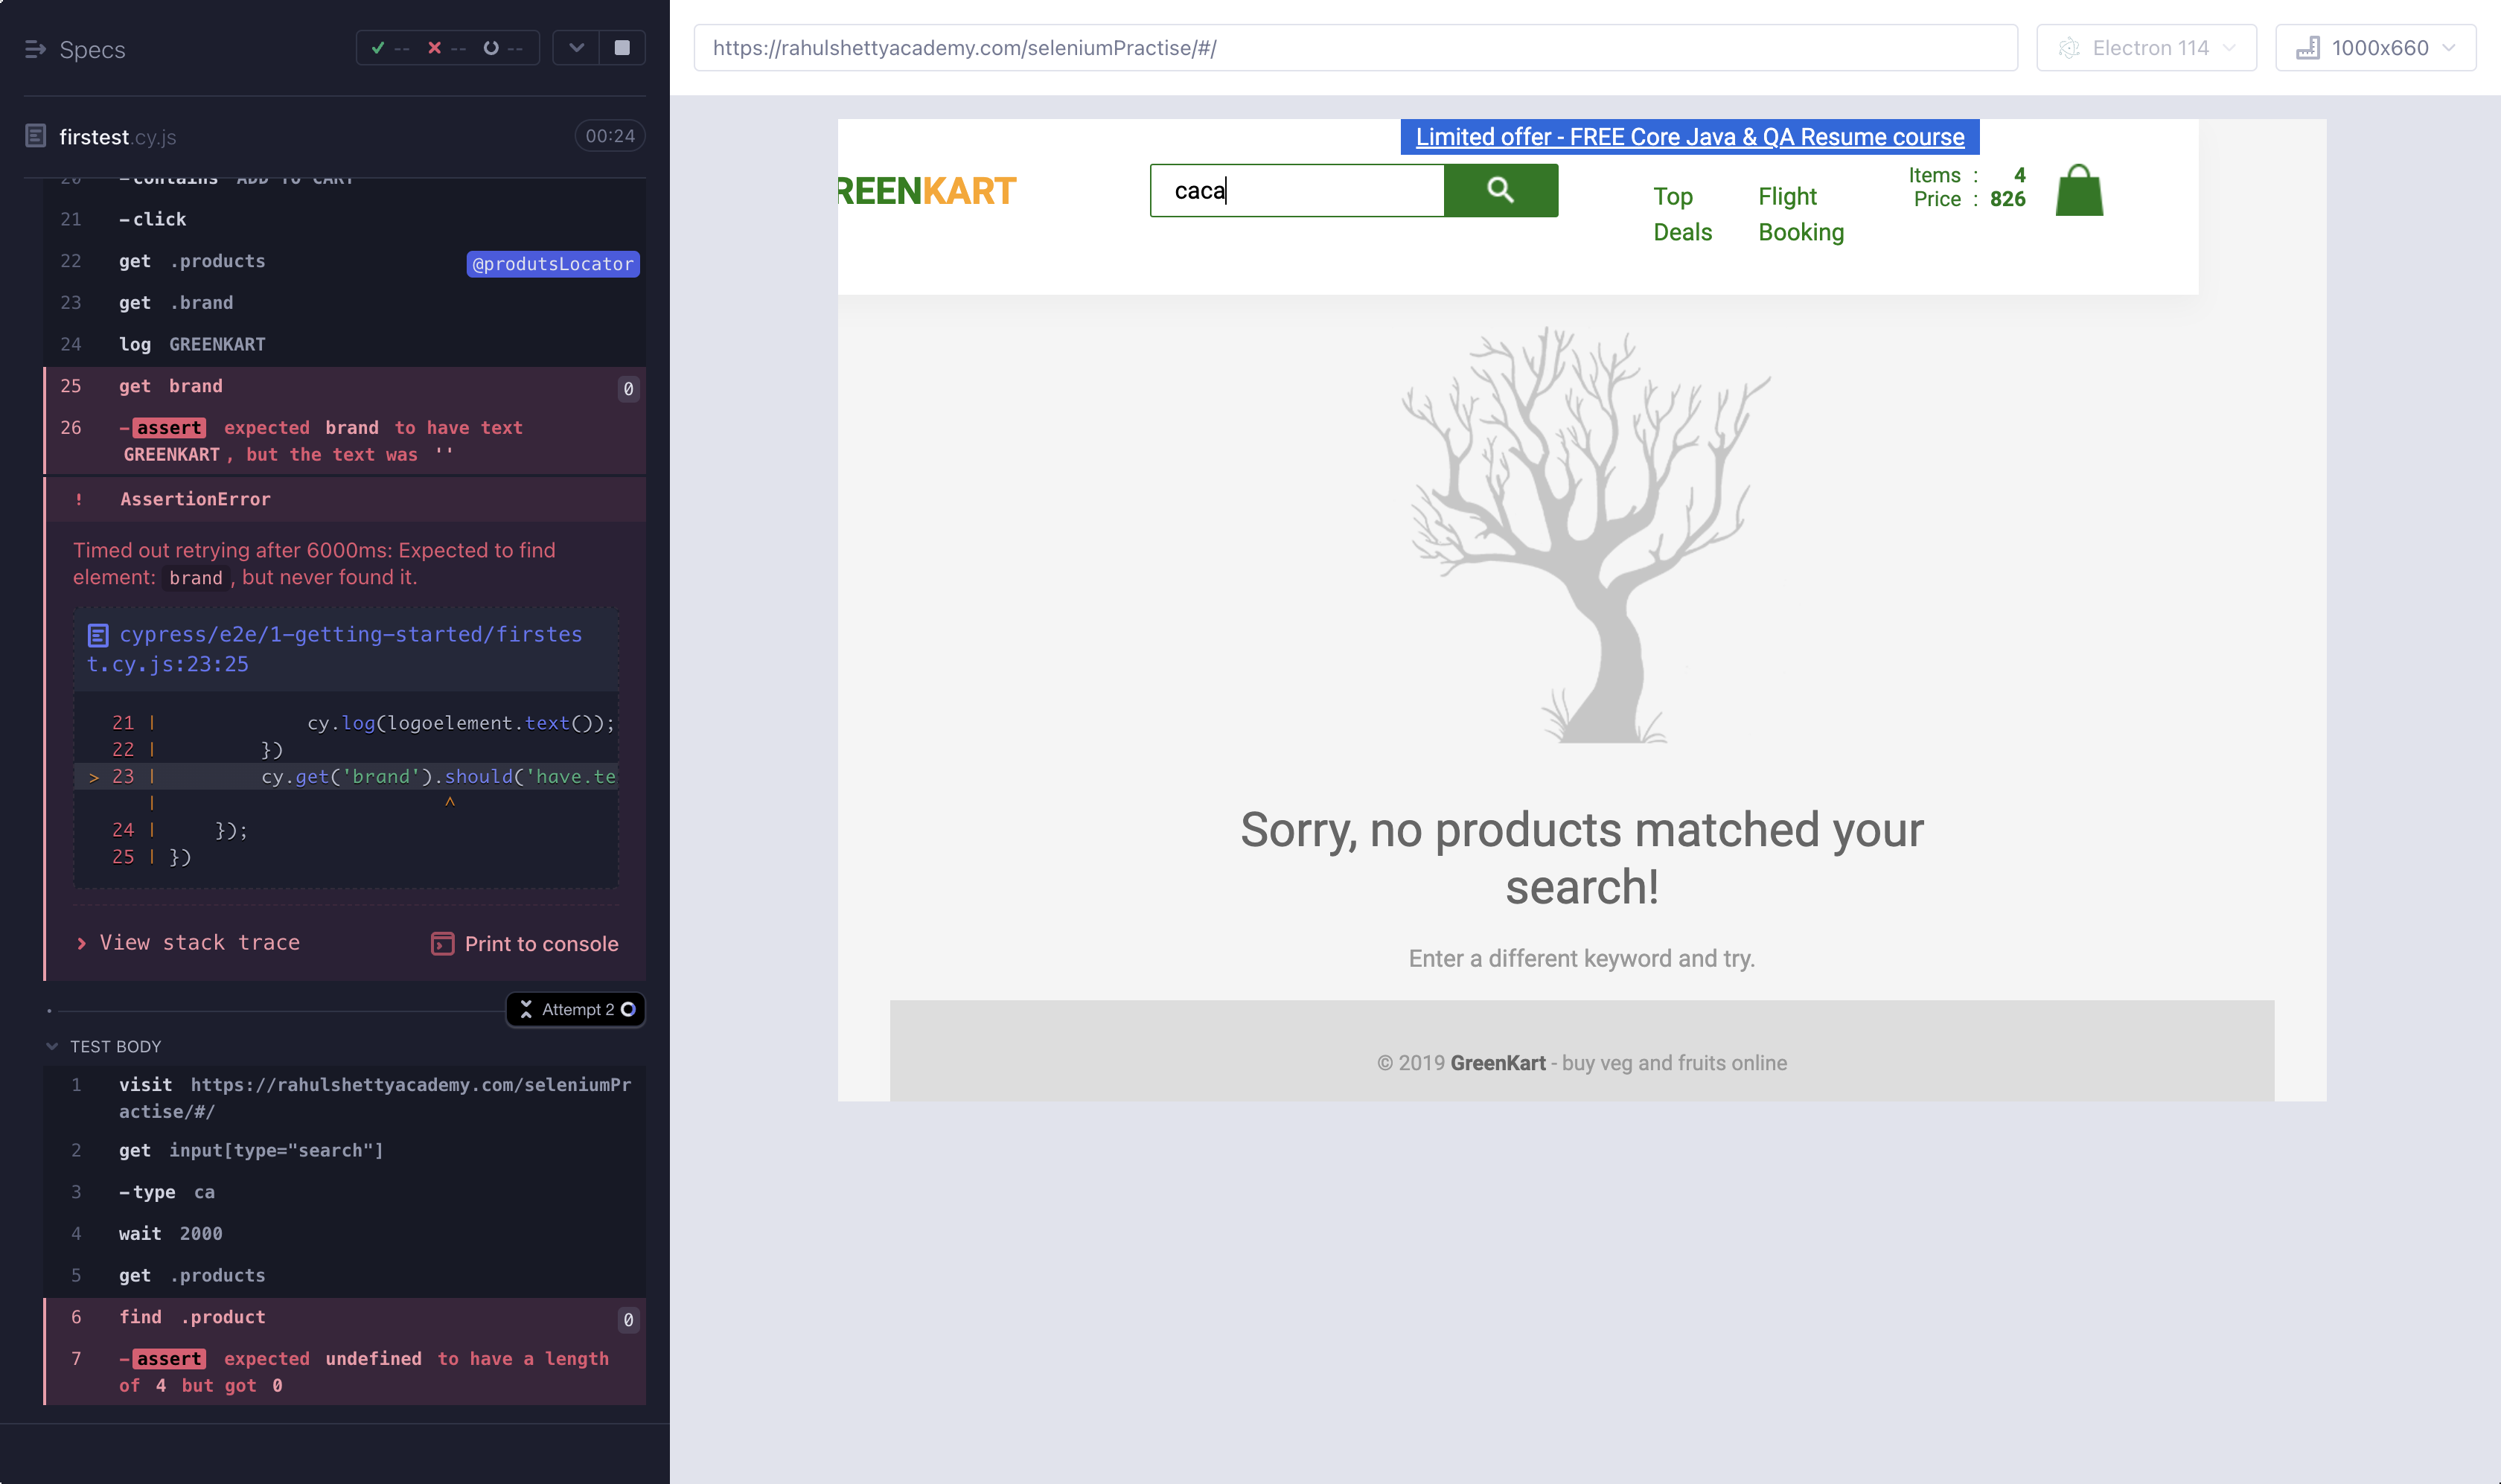 Specs
-- -- --
firstest.cy.js 00:24
20 -contains ADD TO CART
21 -click
22 get .products @produtsLocator
23 get .brand
24 log GREENKART
25 get brand 0
26 -assert expected brand to have text
GREENKART, but the text was ''
! AssertionError
Timed out retrying after 6000ms: Expected to find
element: brand, but never found it.
cypress/e2e/1-getting-started/firstes
t.cy.js:23:25
21 | cy.log(logoelement.text());
22 | })
> 23 | cy.get('brand').should('have.te
| ^
24 | });
25 | })
View stack trace Print to console
Attempt 2
TEST BODY
1 visit https://rahulshettyacademy.com/seleniumPr
actise/#/
2 get input[type="search"]
3 -type ca
4 wait 2000
5 get .products
6 find .product 0
7 -assert expected undefined to have a length
of 4 but got 0
https://rahulshettyacademy.com/seleniumPractise/#/
Electron 114
1000x660
Limited offer - FREE Core Java & QA Resume course
REENKART
caca
Top
Deals
Flight
Booking
Items : 4
Price : 826
Sorry, no products matched your
search!
Enter a different keyword and try.
© 2019 GreenKart - buy veg and fruits online